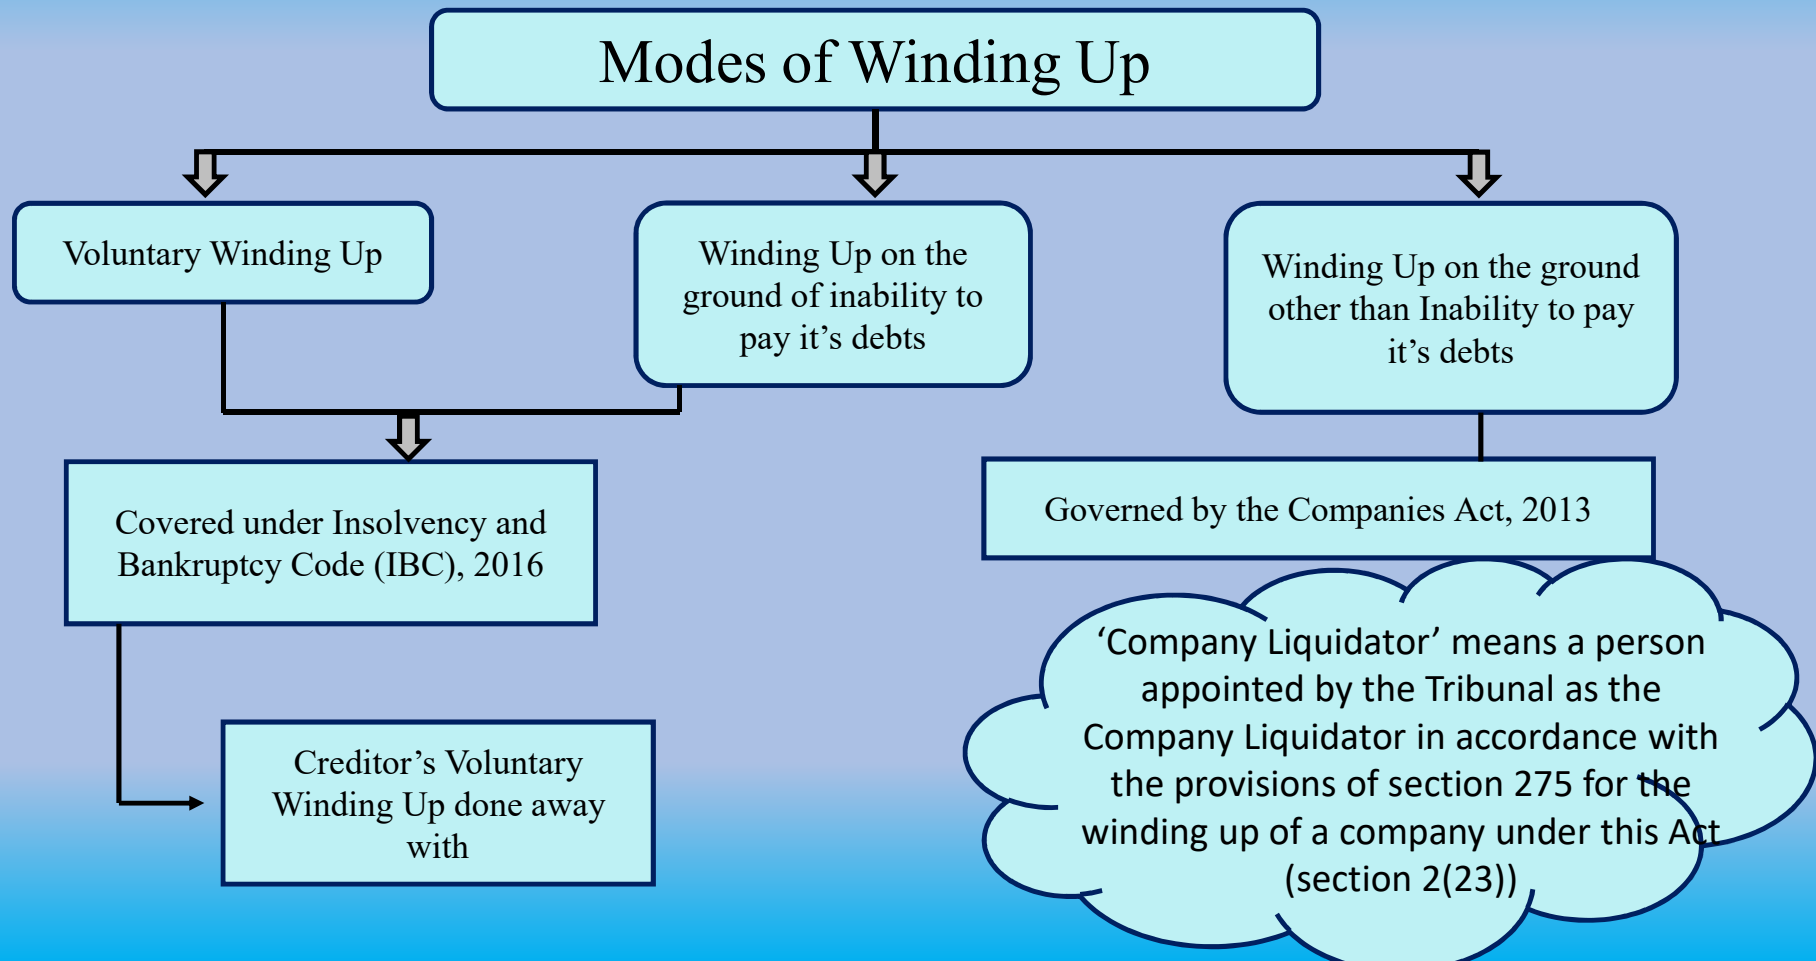 Modes of Winding Up
Voluntary Winding Up
Winding Up on the
ground of inability to
pay it’s debts
Winding Up on the ground
other than Inability to pay
it’s debts
Covered under Insolvency and
Bankruptcy Code (IBC), 2016
Governed by the Companies Act, 2013
Creditor’s Voluntary
Winding Up done away
with
‘Company Liquidator’ means a person
appointed by the Tribunal as the
Company Liquidator in accordance with
the provisions of section 275 for the
winding up of a company under this Act
(section 2(23))